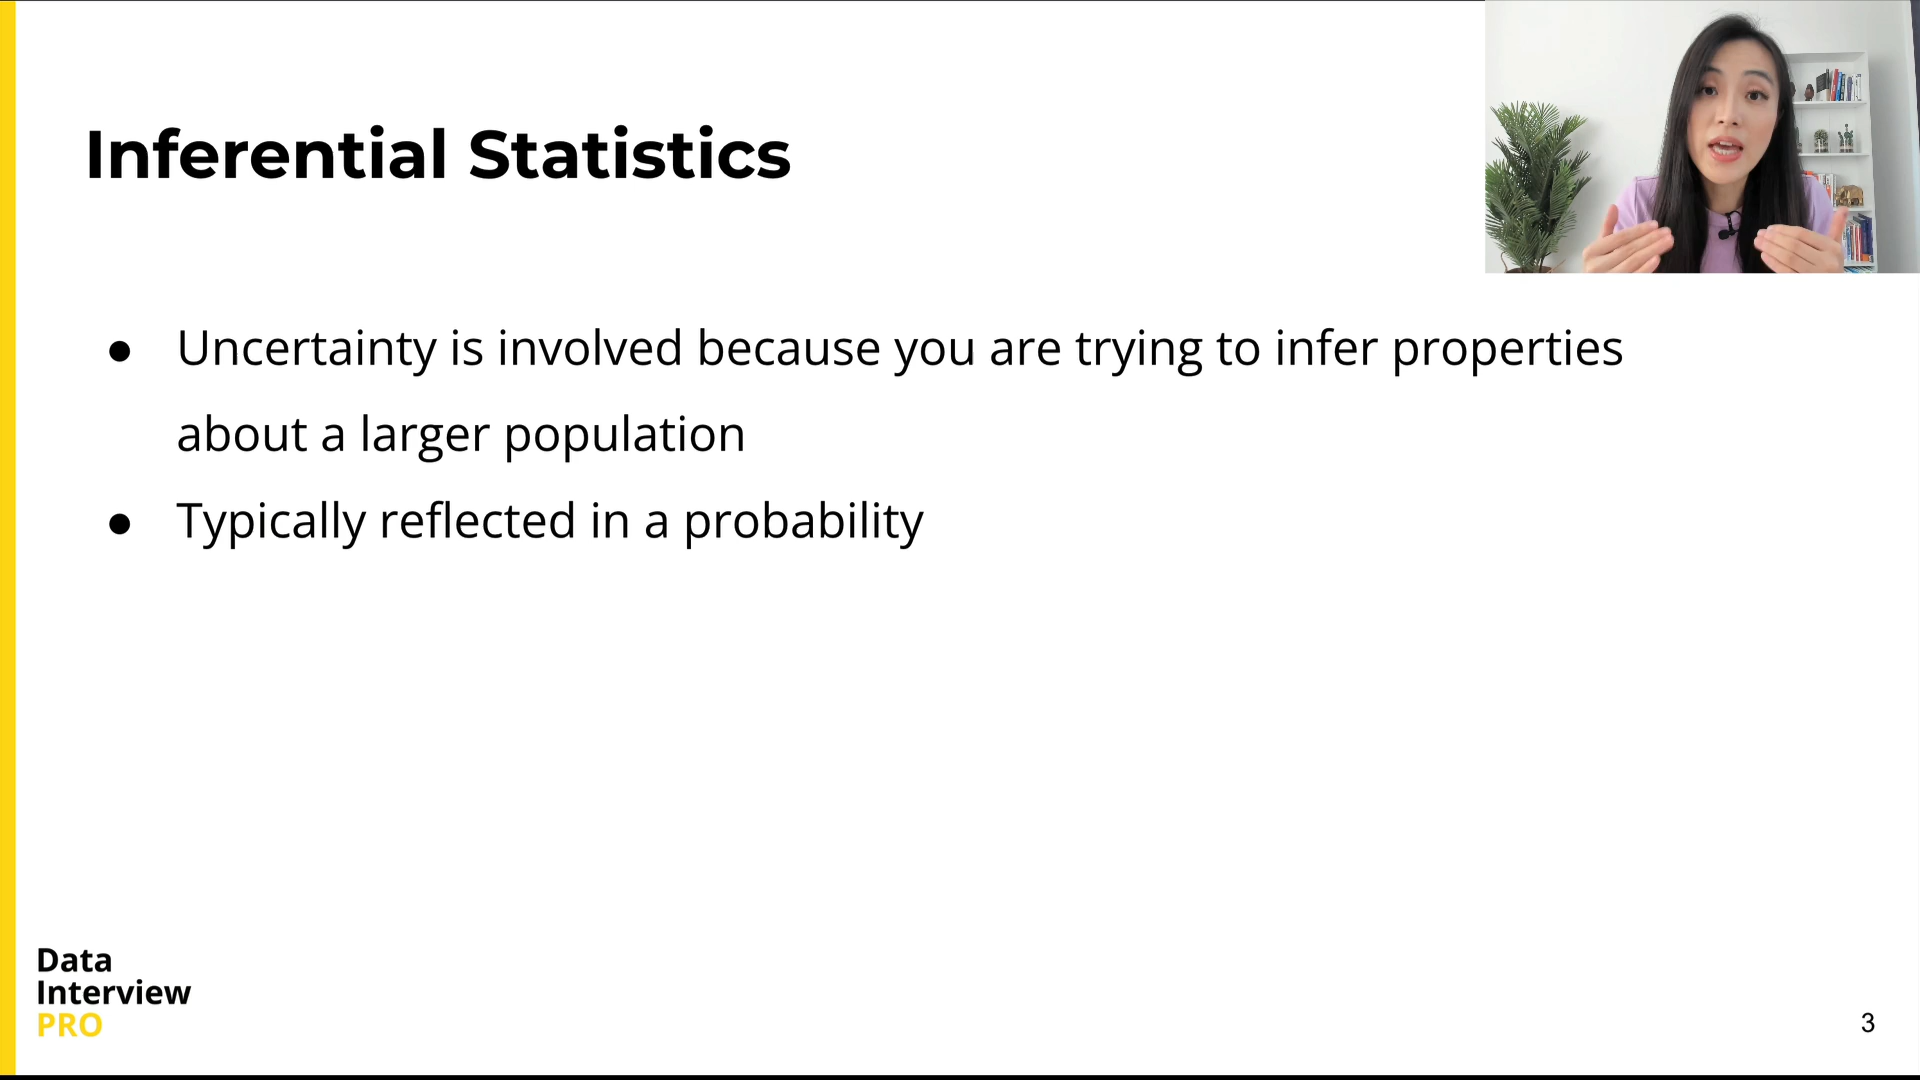 Inferential Statistics
● Uncertainty is involved because you are trying to infer properties
about a larger population
● Typically reflected in a probability
Data
Interview
PRO
3